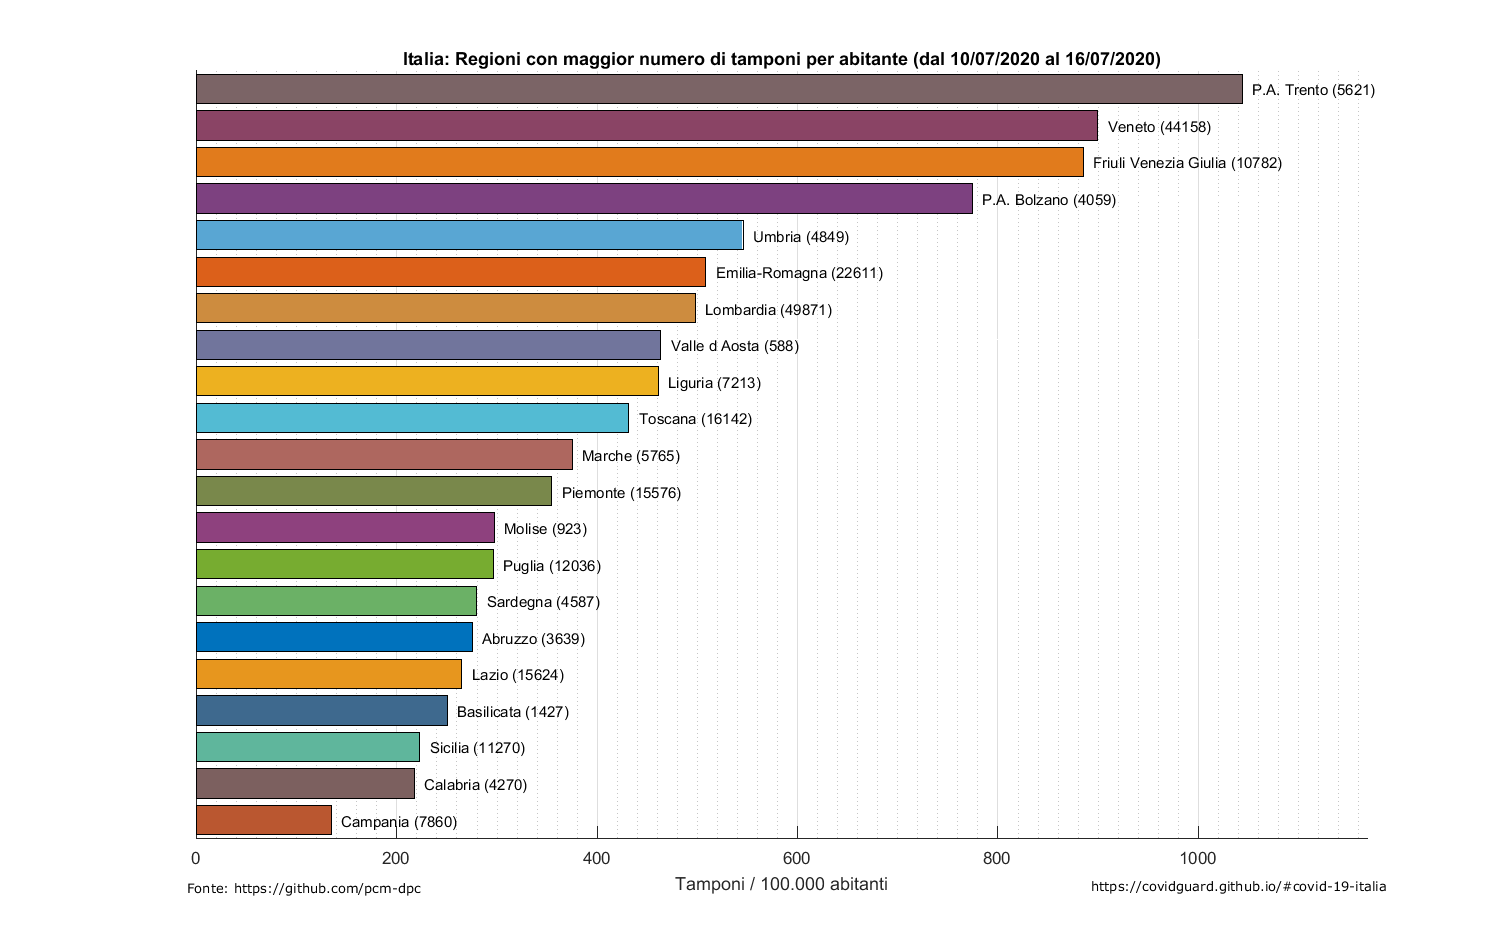 Italia: Regioni con maggior numero di tamponi per abitante (dal 10/07/2020 al 16/07/2020)
P.A. Trento (5621)
Veneto (44158)
Friuli Venezia Giulia (10782)
P.A. Bolzano (4059)
Umbria (4849)
Emilia-Romagna (22611)
Lombardia (49871)
Valle d Aosta (588)
Liguria (7213)
Toscana (16142)
Marche (5765)
Piemonte (15576)
Molise (923)
Puglia (12036)
Sardegna (4587)
Abruzzo (3639)
Lazio (15624)
Basilicata (1427)
Sicilia (11270)
Calabria (4270)
Campania (7860)
0 200 400 600 800 1000
Tamponi / 100.000 abitanti
Fonte: https://github.com/pcm-dpc
https://covidguard.github.io/#covid-19-italia